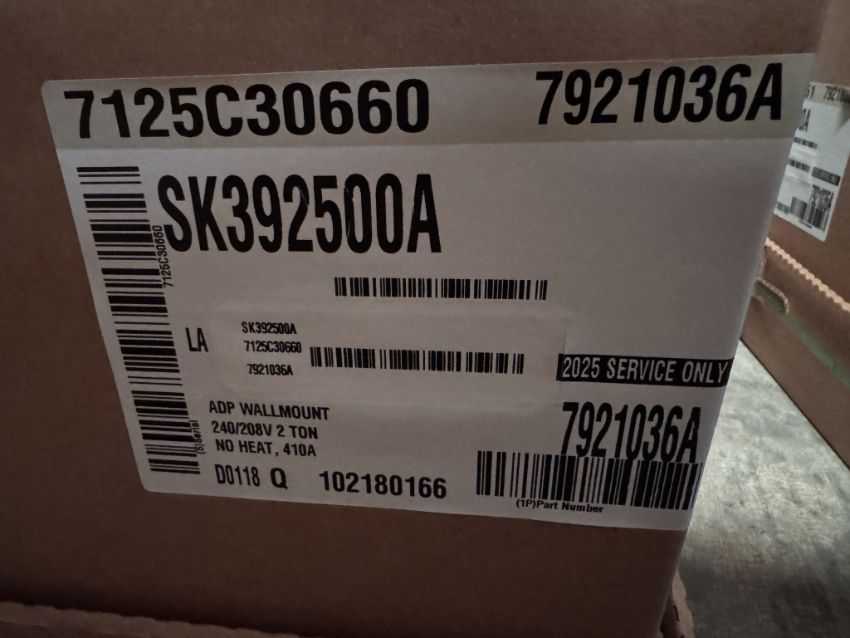 7125C30660 7921036A
SK392500A
7125C30660
LA
SK392500A
7125C30660
7921036A
2025 SERVICE ONLY
ADP WALLMOUNT
240/208V 2 TON
NO HEAT, 410A
7921036A
(S)Serial
D0118 Q 102180166
(1P)Part Number